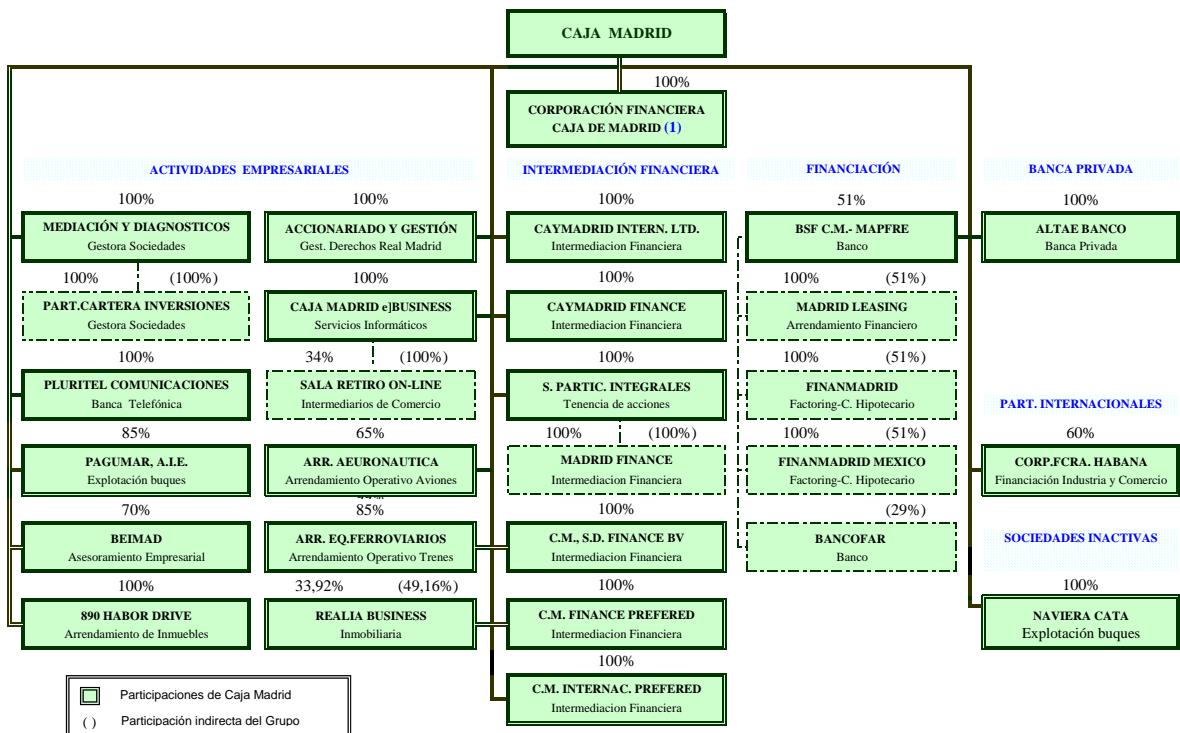 CAJA MADRID
100%
CORPORACIÓN FINANCIERA
CAJA DE MADRID (1)
ACTIVIDADES EMPRESARIALES
100%
MEDIACIÓN Y DIAGNOSTICOS
Gestora Sociedades
100% (100%)
PART.CARTERA INVERSIONES
Gestora Sociedades
100%
PLURITEL COMUNICACIONES
Banca Telefónica
85%
PAGUMAR, A.I.E.
Explotación buques
70%
BEIMAD
Asesoramiento Empresarial
100%
890 HABOR DRIVE
Arrendamiento de Inmuebles
100%
ACCIONARIADO Y GESTIÓN
Gest. Derechos Real Madrid
100%
CAJA MADRID e]BUSINESS
Servicios Informáticos
34% (100%)
SALA RETIRO ON-LINE
Intermediarios de Comercio
65%
ARR. AEURONAUTICA
Arrendamiento Operativo Aviones
85%
ARR. EQ.FERROVIARIOS
Arrendamiento Operativo Trenes
33,92% (49,16%)
REALIA BUSINESS
Inmobiliaria
INTERMEDIACIÓN FINANCIERA
100%
CAYMADRID INTERN. LTD.
Intermediación Financiera
100%
CAYMADRID FINANCE
Intermediacion Financiera
100%
S. PARTIC. INTEGRALES
Tenencia de acciones
100% (100%)
MADRID FINANCE
Intermediación Financiera
100%
C.M., S.D. FINANCE BV
Intermediación Financiera
100%
C.M. FINANCE PREFERED
Intermediacion Financiera
100%
C.M. INTERNAC. PREFERED
Intermediacion Financiera
FINANCIACIÓN
51%
BSF C.M.- MAPFRE
Banco
100% (51%)
MADRID LEASING
Arrendamiento Financiero
100% (51%)
FINANMADRID
Factoring-C. Hipotecario
100% (51%)
FINANMADRID MEXICO
Factoring-C. Hipotecario
(29%)
BANCOFAR
Banco
BANCA PRIVADA
100%
ALTAE BANCO
Banca Privada
PART. INTERNACIONALES
60%
CORP.FCRA. HABANA
Financiación Industria y Comercio
SOCIEDADES INACTIVAS
100%
NAVIERA CATA
Explotación buques
Participaciones de Caja Madrid
( ) Participación indirecta del Grupo